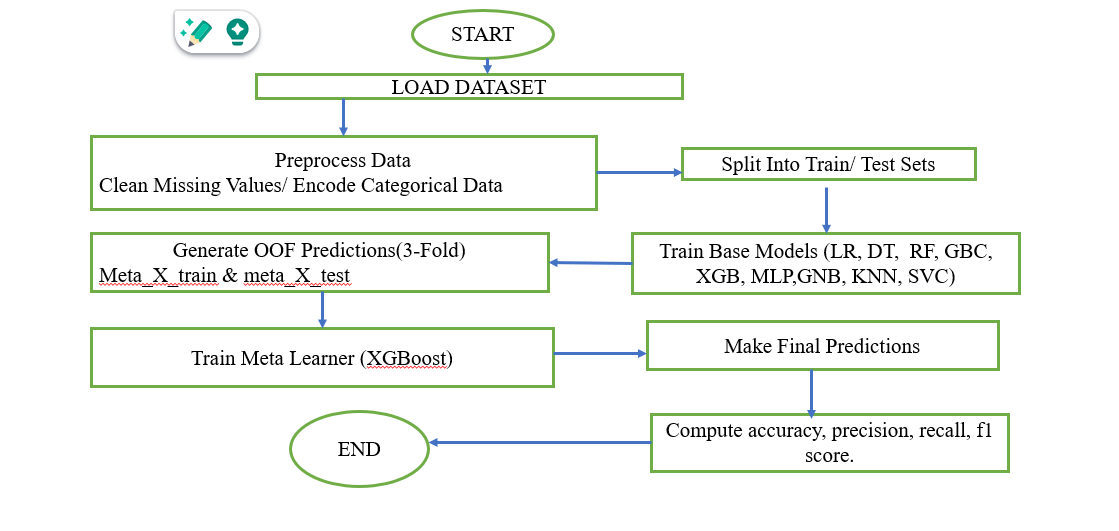 START
LOAD DATASET
Preprocess Data
Clean Missing Values/ Encode Categorical Data
Split Into Train/ Test Sets
Train Base Models (LR, DT, RF, GBC,
XGB, MLP,GNB, KNN, SVC)
Generate OOF Predictions(3-Fold)
Meta_X_train & meta_X_test
Train Meta Learner (XGBoost)
Make Final Predictions
Compute accuracy, precision, recall, f1
score.
END